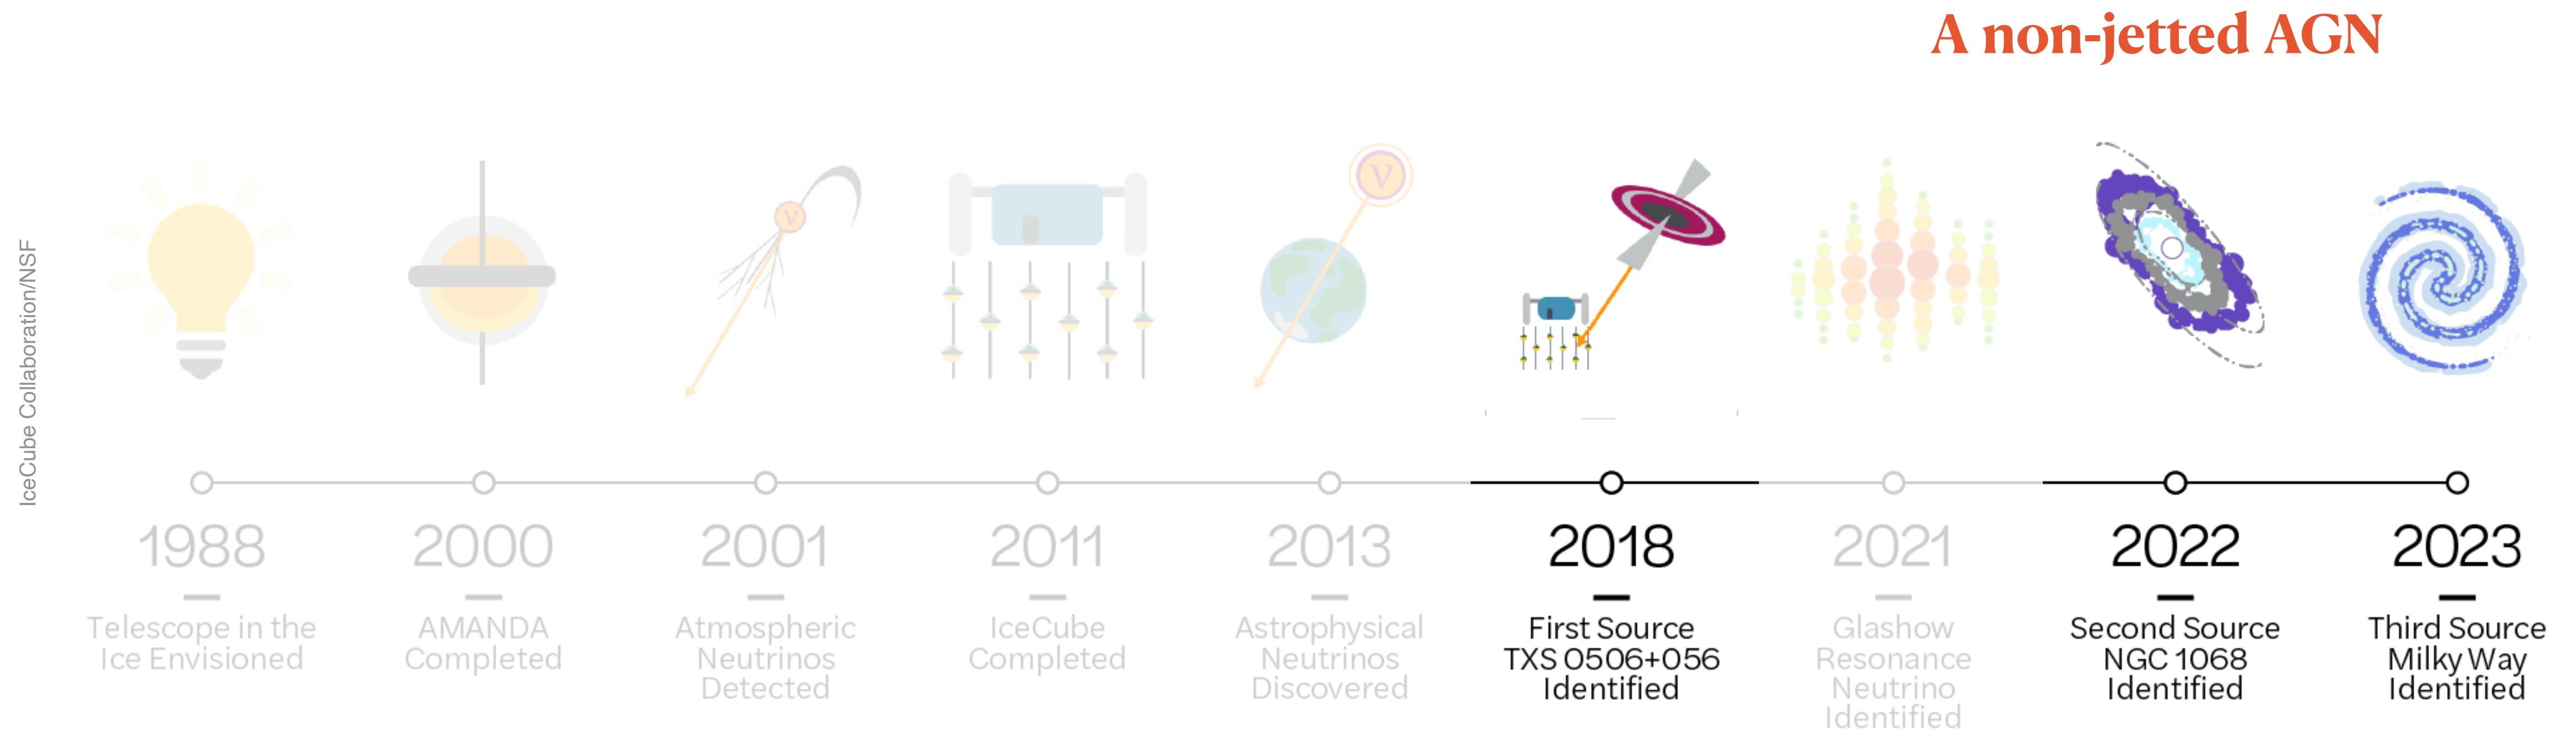 A non-jetted AGN
IceCube Collaboration/NSF
ν
ν
1988
Telescope in the
Ice Envisioned
2000
AMANDA
Completed
2001
Atmospheric
Neutrinos
Detected
2011
IceCube
Completed
2013
Astrophysical
Neutrinos
Discovered
2018
First Source
TXS 0506+056
Identified
2021
Glashow
Resonance
Neutrino
Identified
2022
Second Source
NGC 1068
Identified
2023
Third Source
Milky Way
Identified